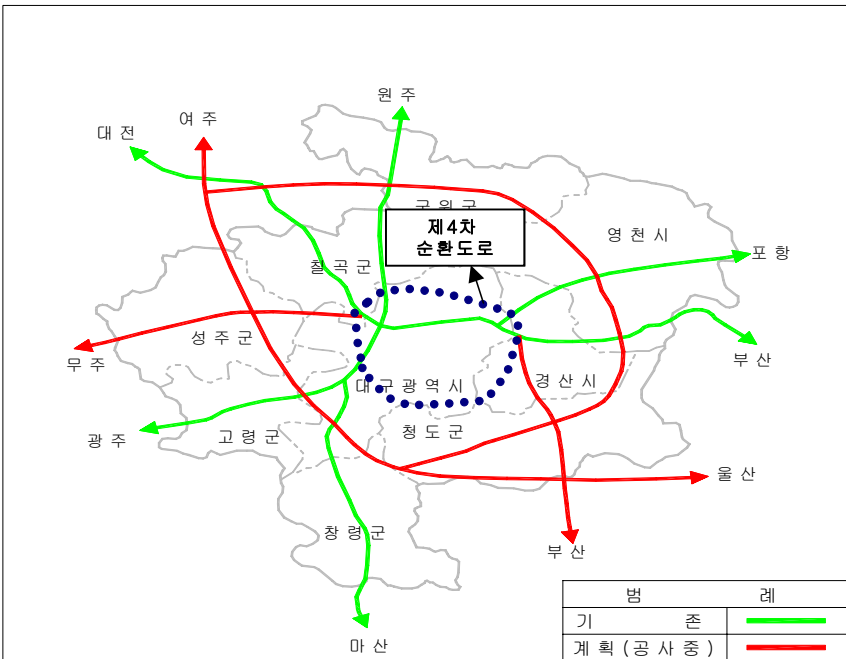 원 주
여 주
대 전
군 위 군
제4차
순환도로
영 천 시
포 항
칠 곡 군
성 주 군
무 주
부 산
대 구 광 역 시
경 산 시
광 주
고 령 군
청 도 군
울 산
창 령 군
부 산
마 산
범 례
기 존
계 획 ( 공 사 중 )